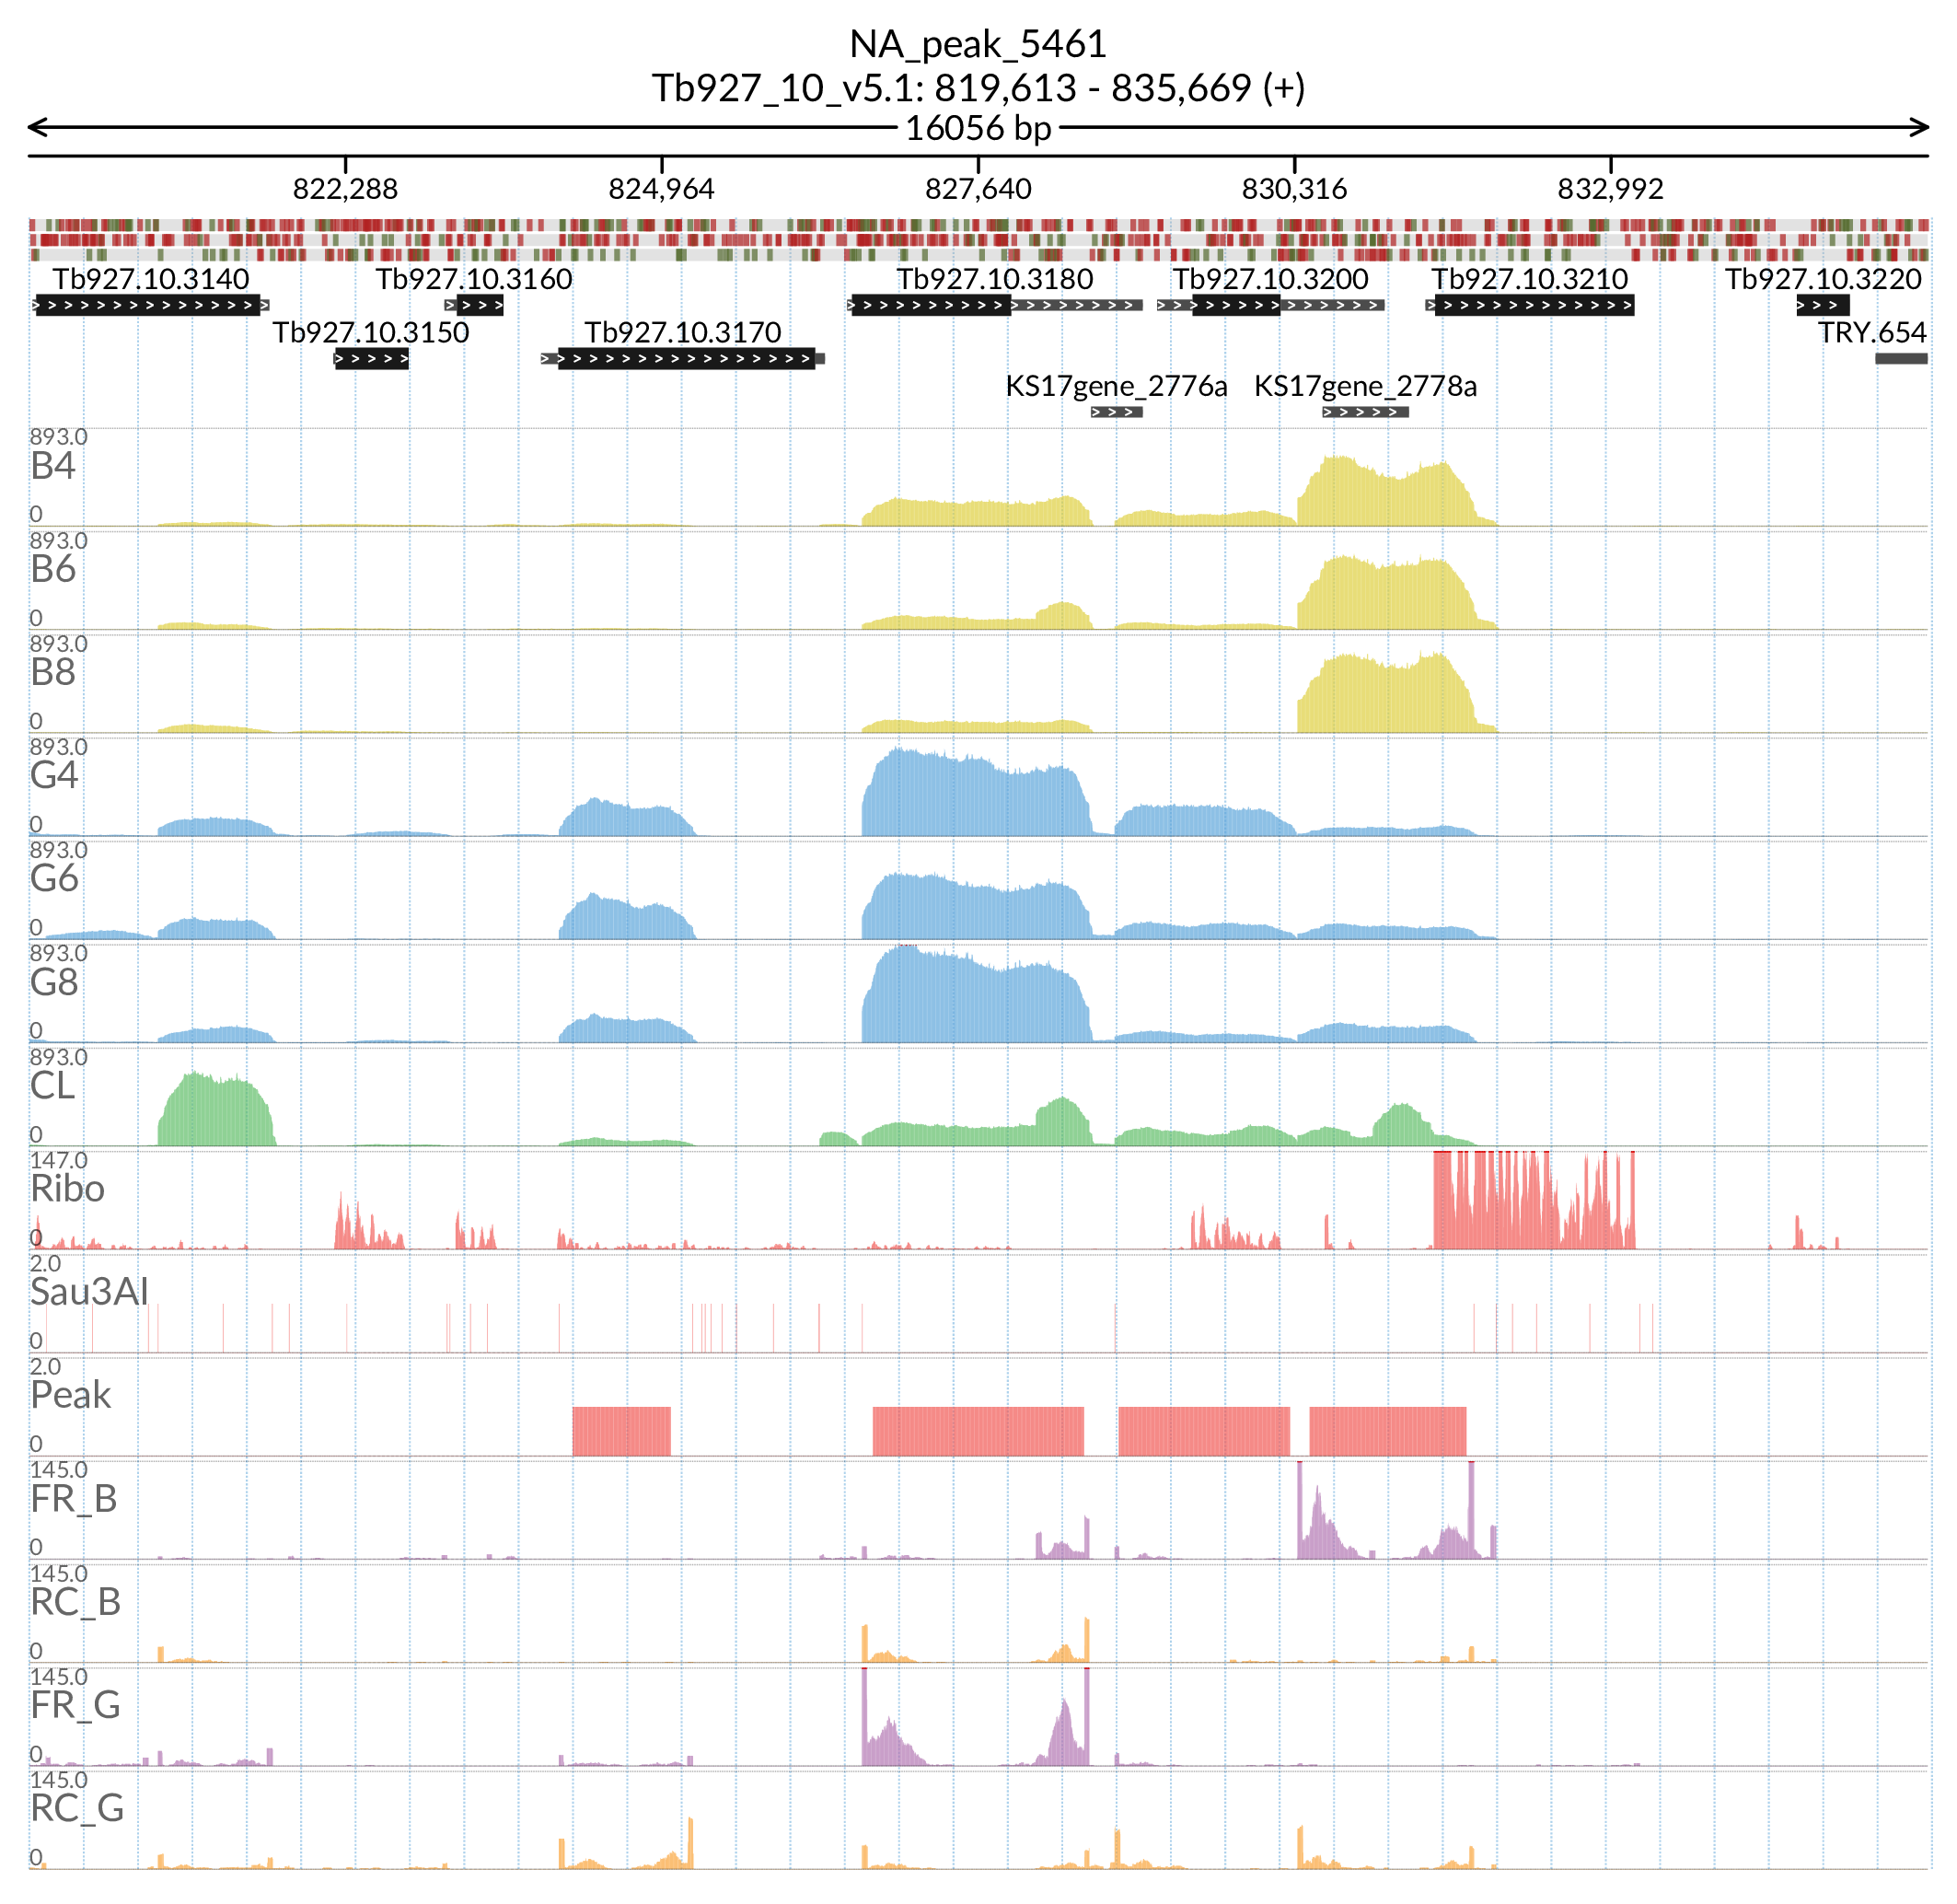 NA_peak_5461
Tb927_10_v5.1: 819,613 - 835,669 (+)
16056 bp
822,288 824,964 827,640 830,316 832,992
Tb927.10.3140 Tb927.10.3160 Tb927.10.3180 Tb927.10.3200 Tb927.10.3210 Tb927.10.3220
Tb927.10.3150 Tb927.10.3170 TRY.654
KS17gene_2776a KS17gene_2778a
893.0
B4
0
893.0
B6
0
893.0
B8
0
893.0
G4
0
893.0
G6
0
893.0
G8
0
893.0
CL
0
147.0
Ribo
0
2.0
Sau3AI
0
2.0
Peak
0
145.0
FR_B
0
145.0
RC_B
0
145.0
FR_G
0
145.0
RC_G
0